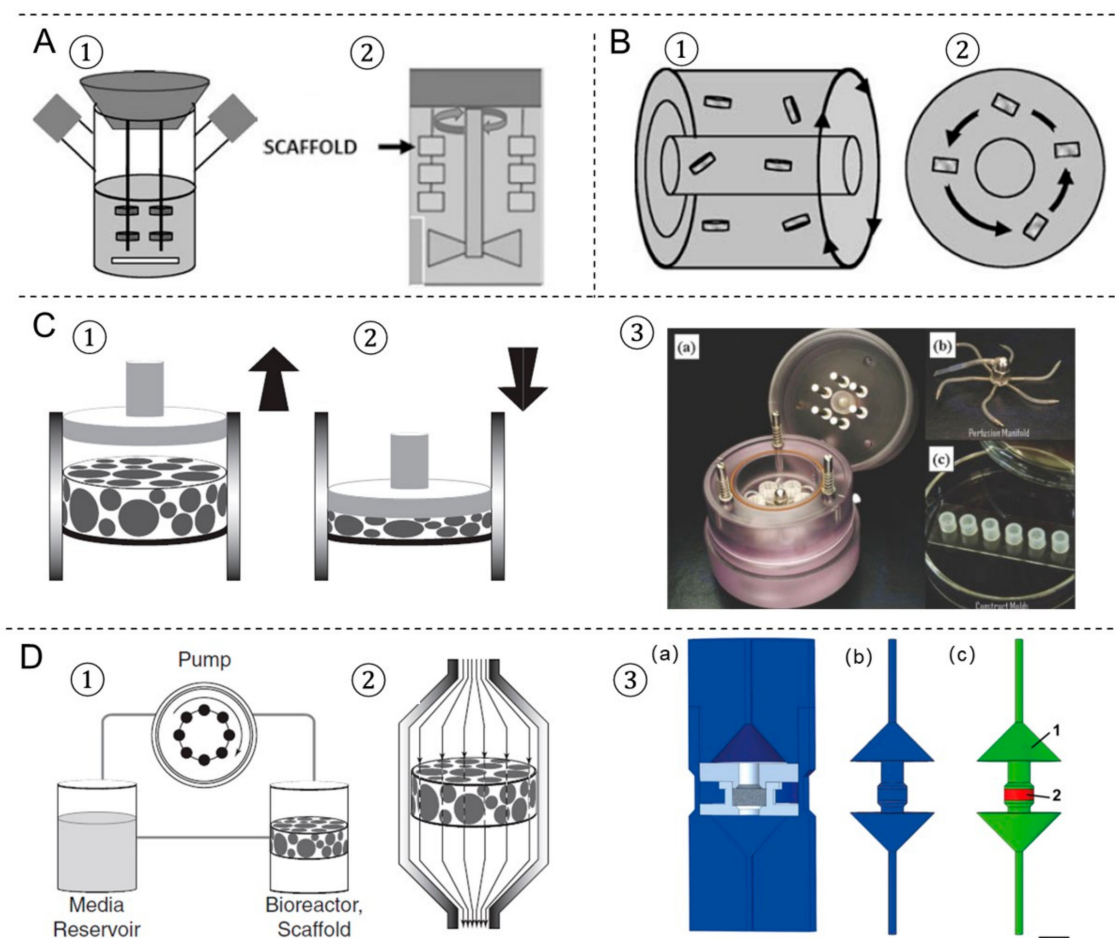 A
①
②
SCAFFOLD
B
①
②
C
①
②
③
(a)
(b)
Perfusion Manifold
(c)
Construct Molds
D
①
Pump
Media
Reservoir
Bioreactor,
Scaffold
②
③
(a)
(b)
(c)
1
2